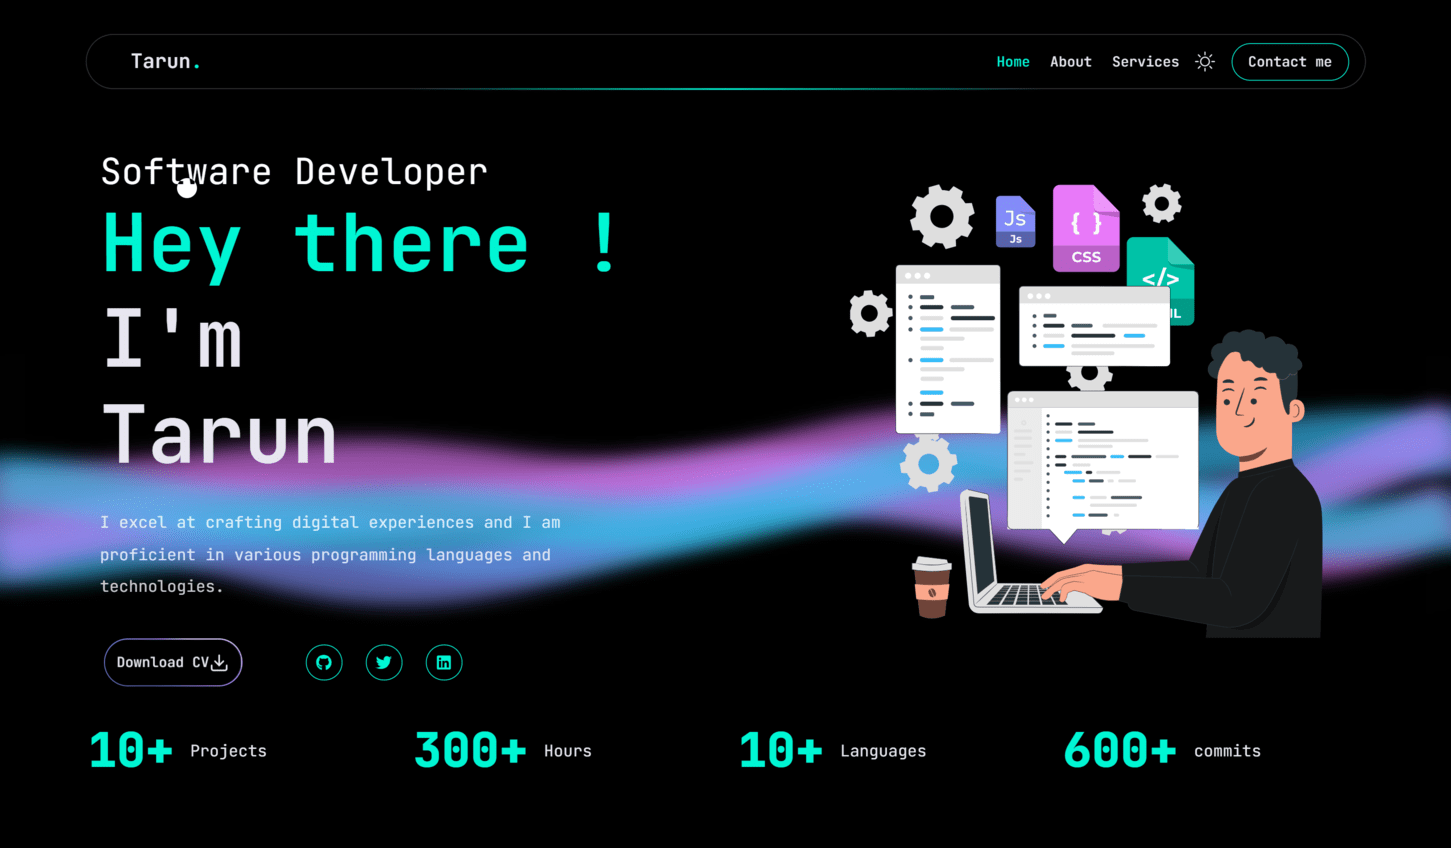 Tarun.
Home About Services Contact me
Software Developer
Hey there !
I'm
Tarun
I excel at crafting digital experiences and I am
proficient in various programming languages and
technologies.
Download CV
10+ Projects 300+ Hours 10+ Languages 600+ commits
Js
Js
{ }
CSS
</>